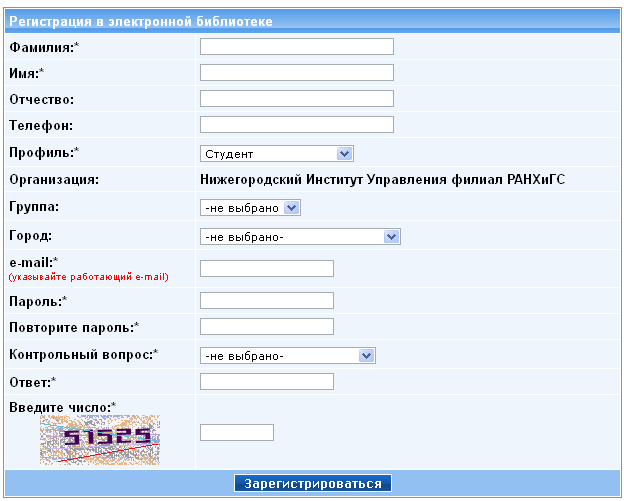 Регистрация в электронной библиотеке
Фамилия:*
Имя:*
Отчество:
Телефон:
Профиль:* Студент
Организация: Нижегородский Институт Управления филиал РАНХиГС
Группа: -не выбрано
Город: -не выбрано-
e-mail:*
(указывайте работающий e-mail)
Пароль:*
Повторите пароль:*
Контрольный вопрос:* -не выбрано-
Ответ:*
Введите число:*
51525
Зарегистрироваться